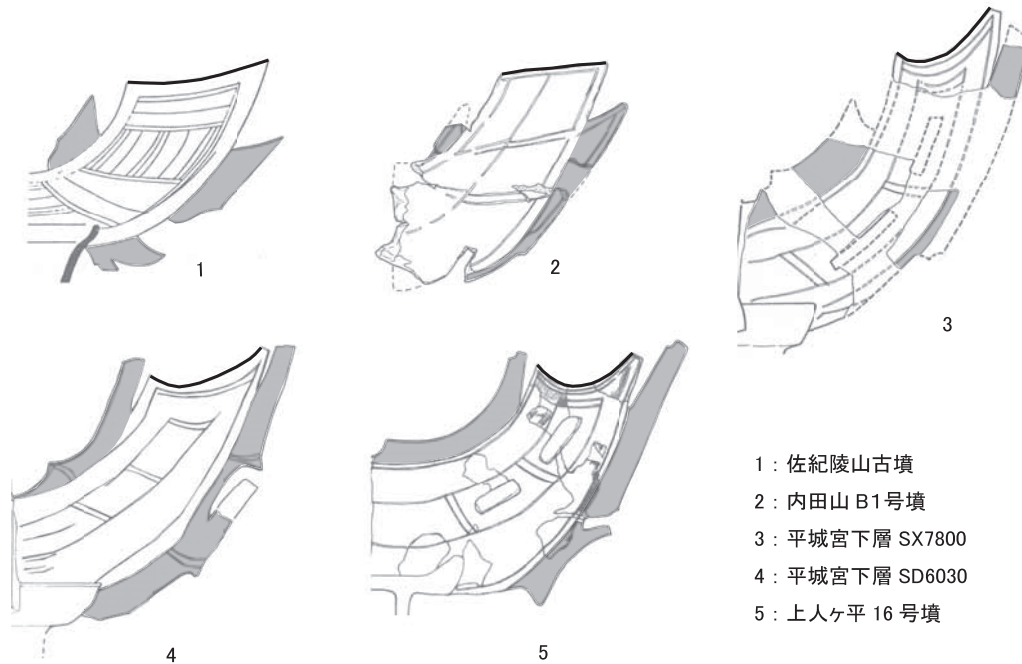 1
2
3
4
5
1：佐紀陵山古墳
2：内田山 B1号墳
3：平城宮下層 SX7800
4：平城宮下層 SD6030
5：上人ヶ平 16 号墳